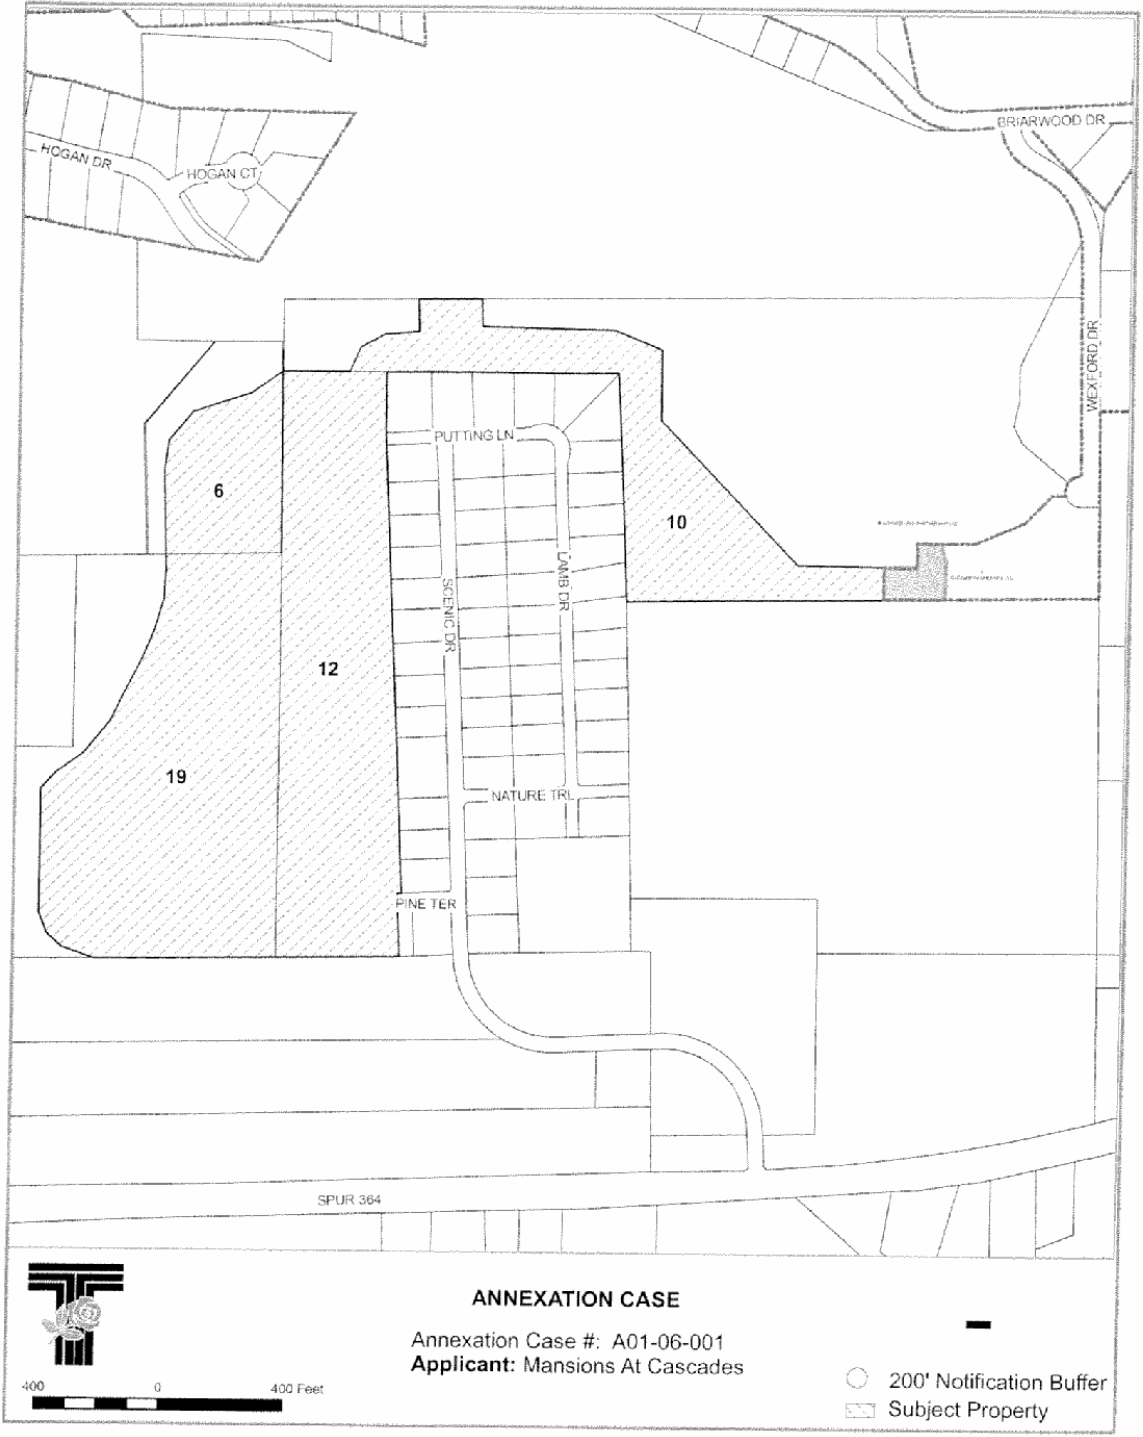 BRIARWOOD DR
HOGAN DR
HOGAN CT
WEXFORD DR
PUTTING LN
6
10
LAMB DR
SCENIC DR
12
19
NATURE TRL
PINE TER
SPUR 364
ANNEXATION CASE
Annexation Case #: A01-06-001
Applicant: Mansions At Cascades
400 0 400 Feet
200' Notification Buffer
Subject Property